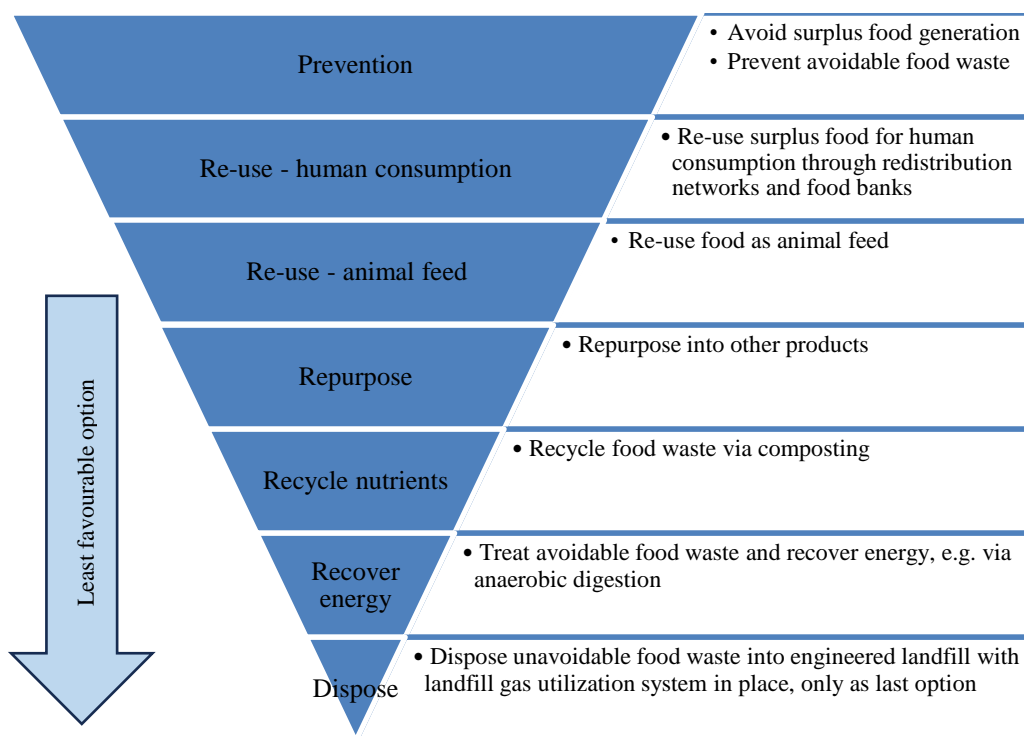 Prevention
• Avoid surplus food generation
• Prevent avoidable food waste
Re-use - human consumption
• Re-use surplus food for human
consumption through redistribution
networks and food banks
Re-use - animal feed
• Re-use food as animal feed
Repurpose
• Repurpose into other products
Recycle nutrients
• Recycle food waste via composting
Recover
energy
• Treat avoidable food waste and recover energy, e.g. via
anaerobic digestion
Dispose
• Dispose unavoidable food waste into engineered landfill with
landfill gas utilization system in place, only as last option
Least favourable option